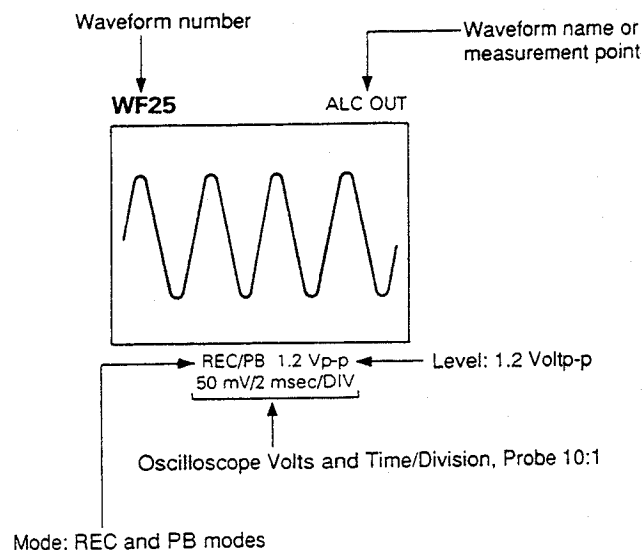 Waveform number
Waveform name or
measurement point
WF25
ALC OUT
REC/PB 1.2 Vp-p
Level: 1.2 Voltp-p
50 mV/2 msec/DIV
Oscilloscope Volts and Time/Division, Probe 10:1
Mode: REC and PB modes